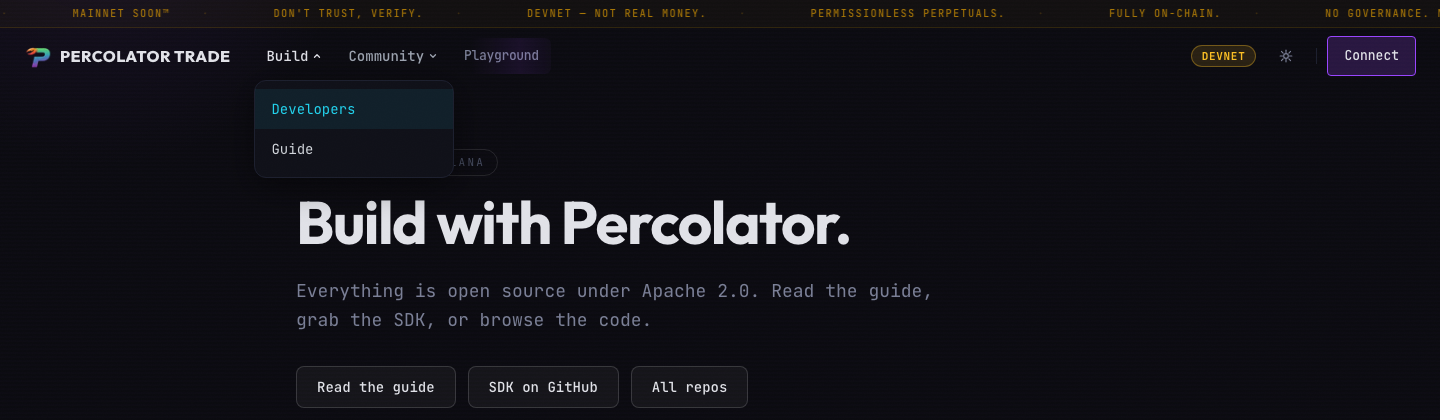 MAINNET SOON™ · DON'T TRUST, VERIFY. · DEVNET — NOT REAL MONEY. · PERMISSIONLESS PERPETUALS. · FULLY ON-CHAIN. · NO GOVERNANCE.
PERCOLATOR TRADE Build Community Playground DEVNET Connect
Developers
Guide
Build with Percolator.
Everything is open source under Apache 2.0. Read the guide,
grab the SDK, or browse the code.
Read the guide SDK on GitHub All repos